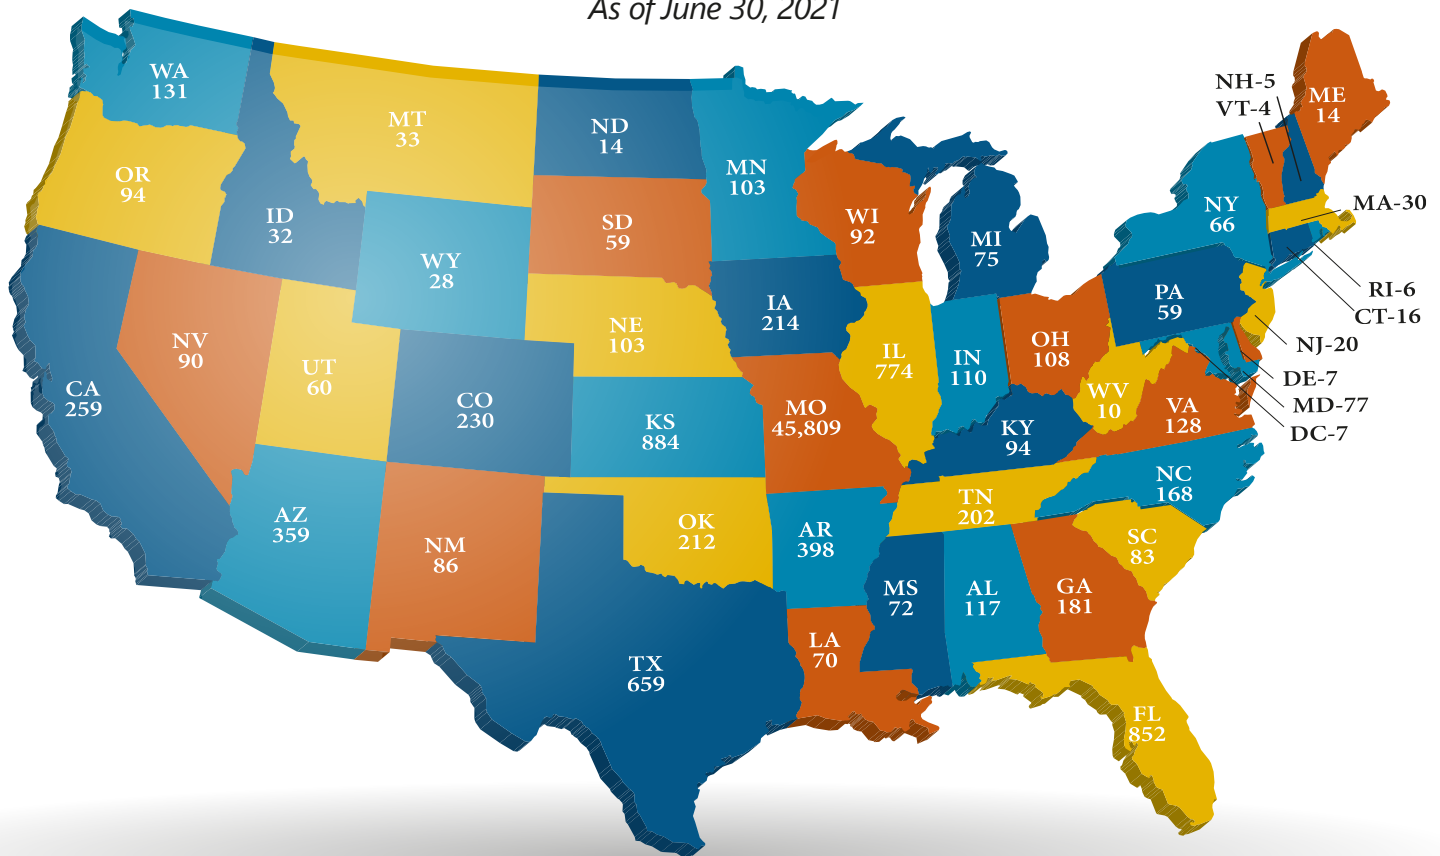 As of June 30, 2021
WA
131
MT
33
ND
14
MN
103
OR
94
ID
32
WY
28
SD
59
WI
92
MI
75
NY
66
NH-5
VT-4
ME
14
MA-30
RI-6
CT-16
NJ-20
DE-7
MD-77
DC-7
CA
259
NV
90
UT
60
CO
230
NE
103
IA
214
IL
774
IN
110
OH
108
PA
59
WV
10
VA
128
KS
884
MO
45,809
KY
94
NC
168
AZ
359
NM
86
OK
212
AR
398
TN
202
SC
83
TX
659
LA
70
MS
72
AL
117
GA
181
FL
852